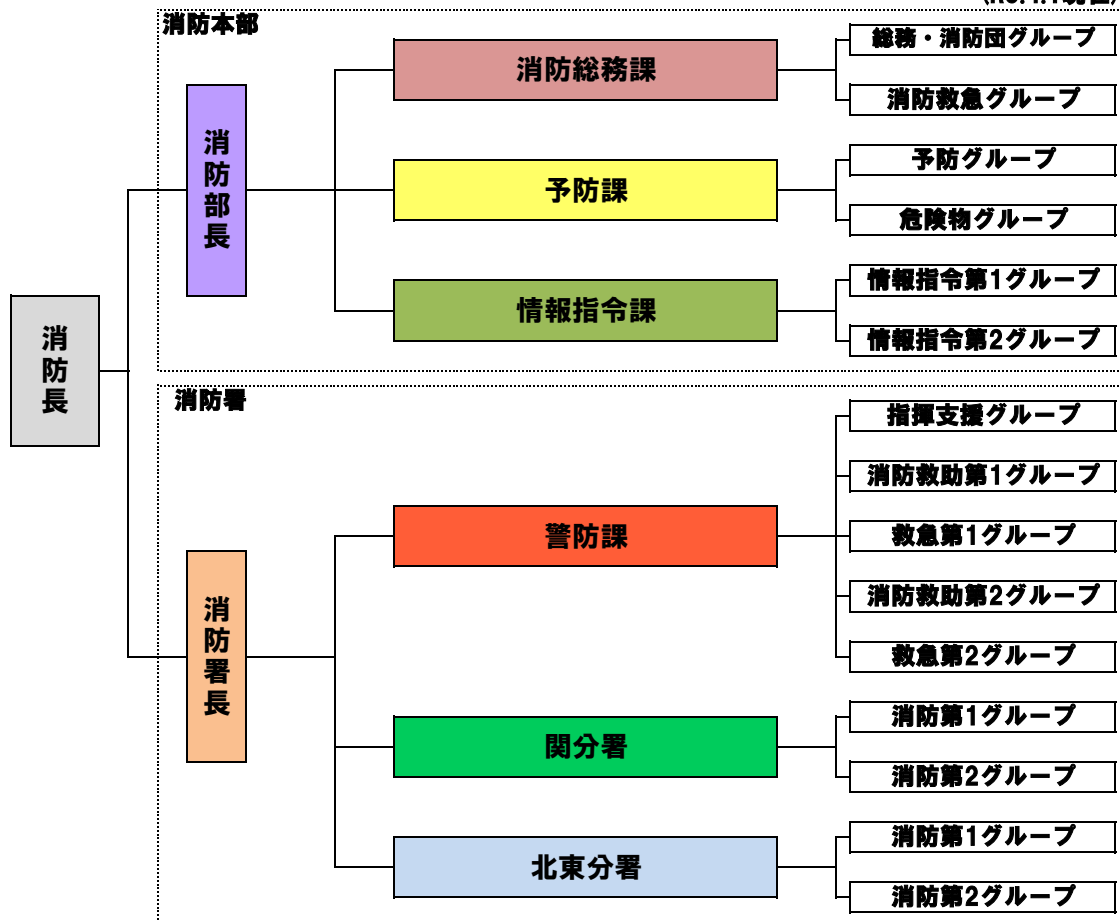 消防本部
消防総務課
総務・消防団グループ
消防救急グループ
消防部長
予防課
予防グループ
危険物グループ
情報指令課
情報指令第1グループ
情報指令第2グループ
消防長
消防署
警防課
指揮支援グループ
消防救助第1グループ
救急第1グループ
消防救助第2グループ
救急第2グループ
消防署長
関分署
消防第1グループ
消防第2グループ
北東分署
消防第1グループ
消防第2グループ